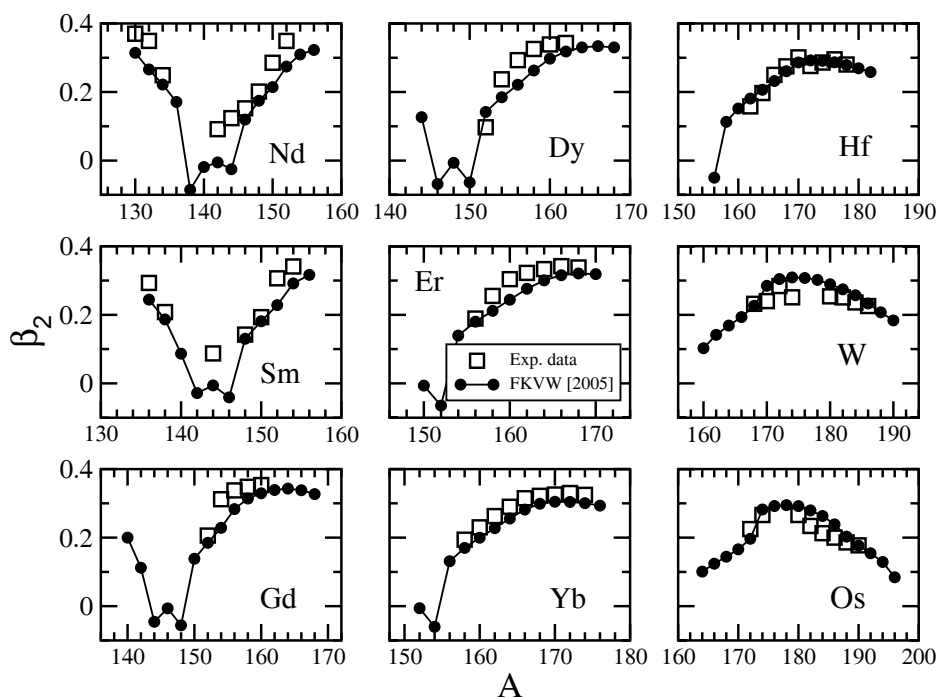 0.4
0.2
0
Nd
130 140 150 160
Dy
140 150 160 170
Hf
150 160 170 180 190
β2
0.4
0.2
0
Sm
130 140 150 160
Er
Exp. data
FKVW [2005]
150 160 170
W
160 170 180 190
0.4
0.2
0
Gd
140 150 160 170
Yb
150 160 170 180
Os
160 170 180 190 200
A